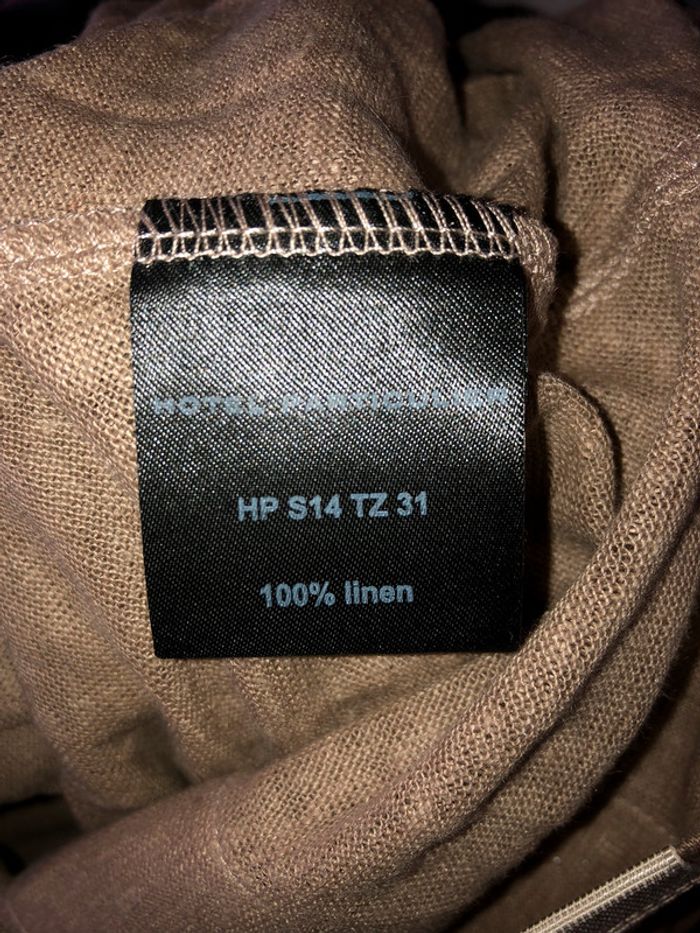 HOTEL PARTICULIER
HP S14 TZ 31
100% linen